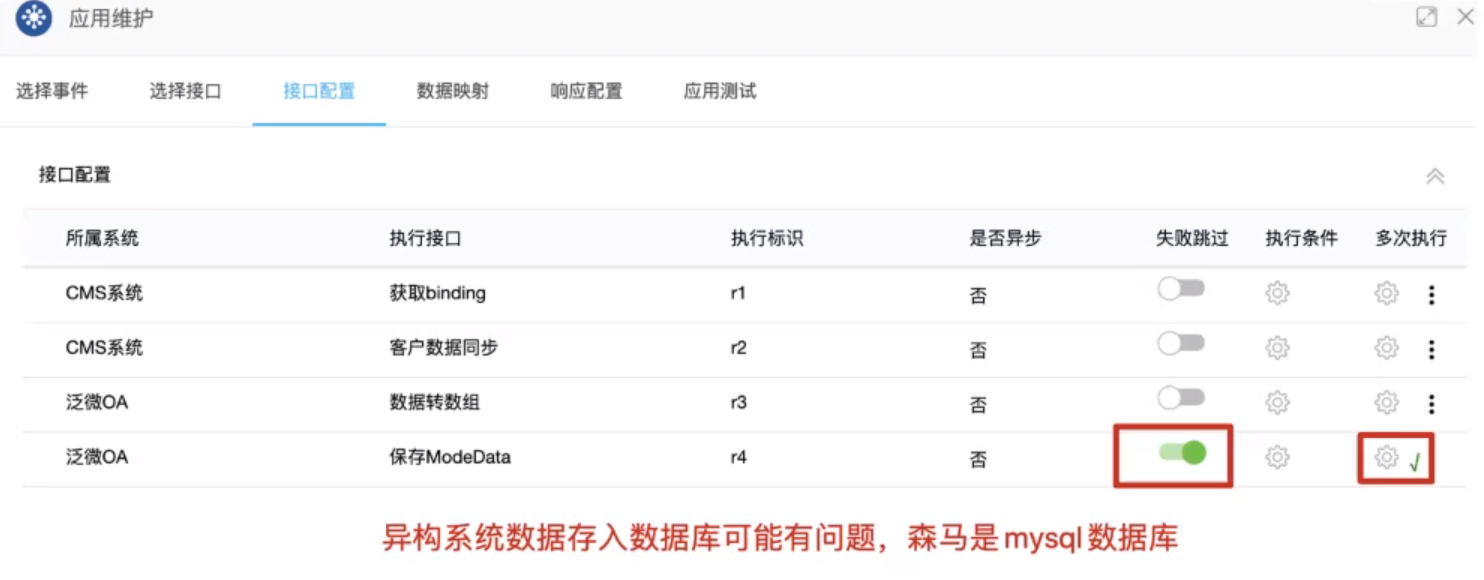 应用维护
选择事件 选择接口 接口配置 数据映射 响应配置 应用测试
接口配置
所属系统 执行接口 执行标识 是否异步 失败跳过 执行条件 多次执行
CMS系统 获取binding r1 否
CMS系统 客户数据同步 r2 否
泛微OA 数据转数组 r3 否
泛微OA 保存ModeData r4 否
异构系统数据存入数据库可能有问题，森马是mysql数据库